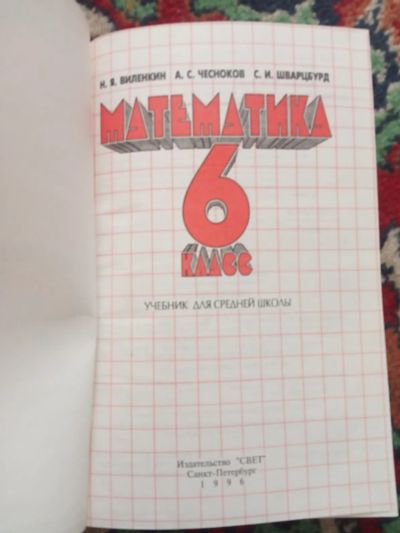 Н. Я. ВИЛЕНКИН А. С. ЧЕСНОКОВ С. И. ШВАРЦБУРД
МАТЕМАТИКА
6
КЛАСС
УЧЕБНИК ДЛЯ СРЕДНЕЙ ШКОЛЫ
Издательство "СВЕТ"
Санкт-Петербург
1996